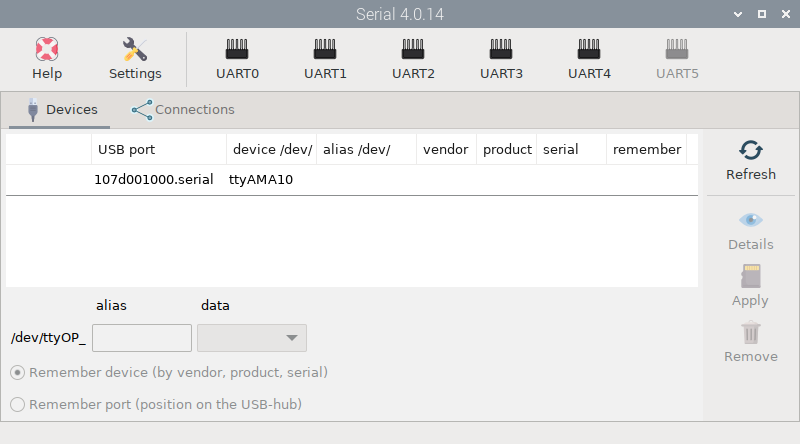 Serial 4.0.14
Help Settings UART0 UART1 UART2 UART3 UART4 UART5
Devices Connections
USB port device /dev/ alias /dev/ vendor product serial remember
107d001000.serial ttyAMA10
Refresh
Details
Apply
Remove
alias data
/dev/ttyOP_
Remember device (by vendor, product, serial)
Remember port (position on the USB-hub)